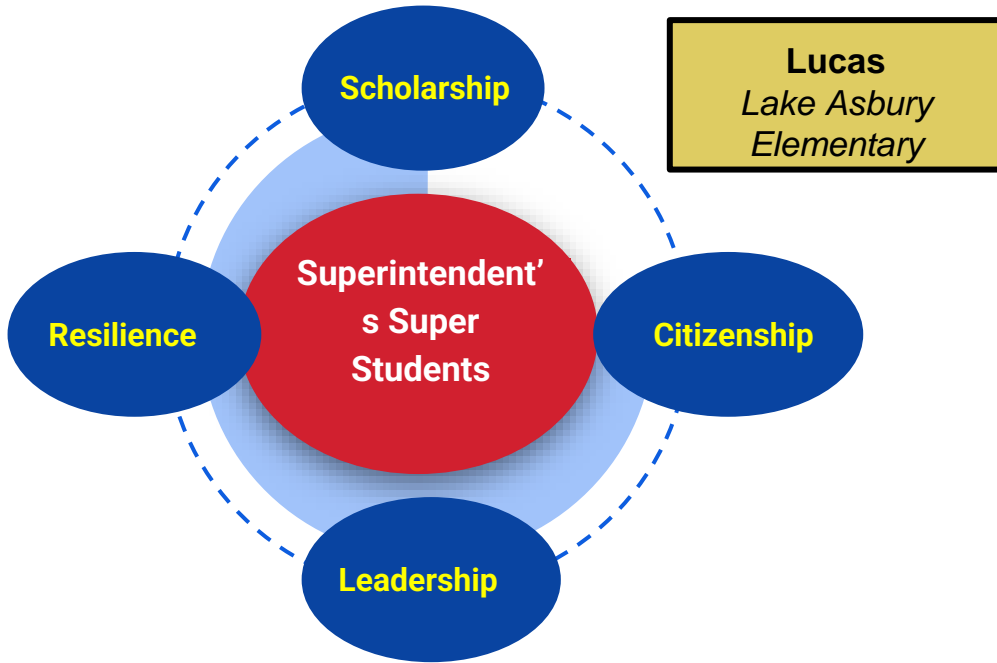 Scholarship
Lucas
Lake Asbury
Elementary
Superintendent'
s Super
Students
Resilience
Citizenship
Leadership